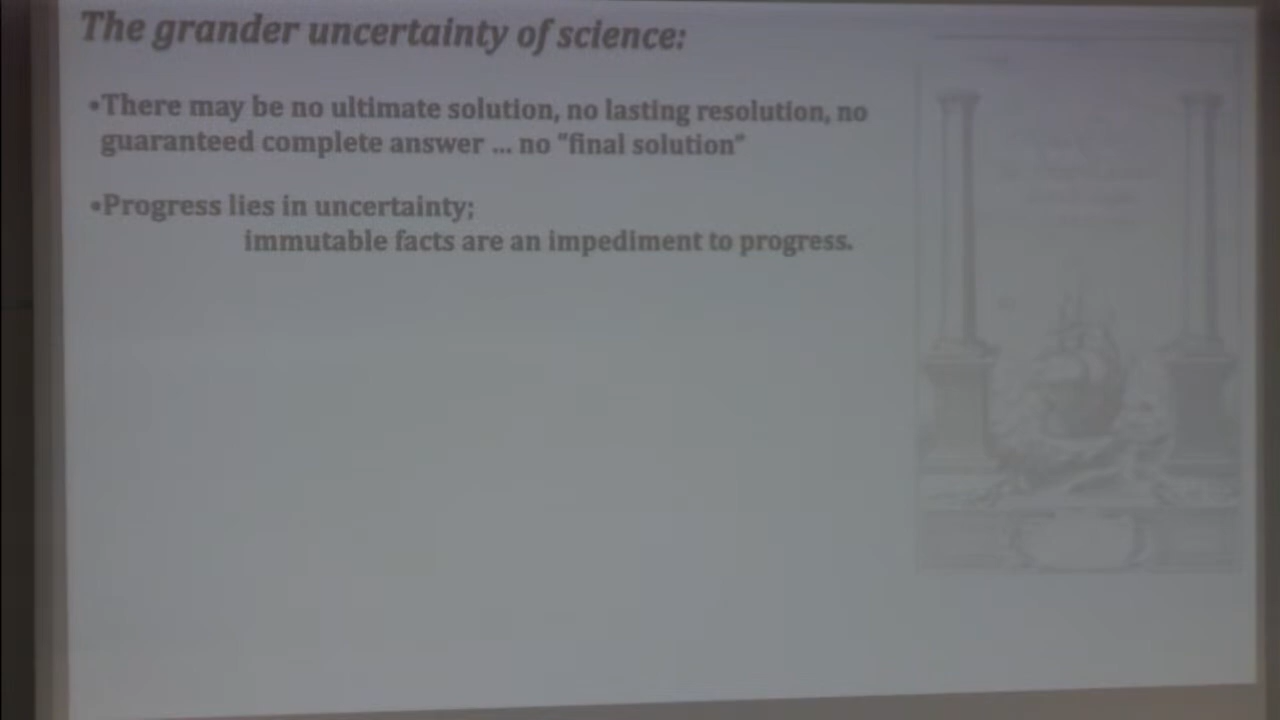 The grander uncertainty of science:
•There may be no ultimate solution, no lasting resolution, no
guaranteed complete answer ... no "final solution"
•Progress lies in uncertainty;
immutable facts are an impediment to progress.